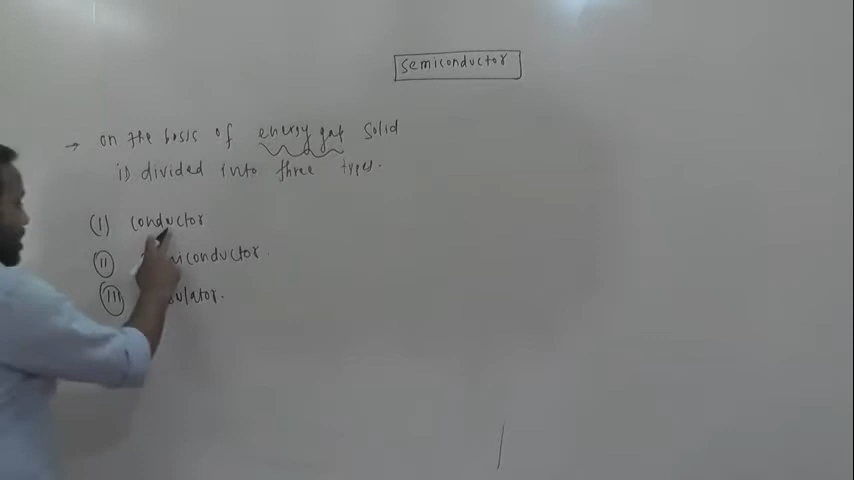 semiconductor
→ on the basis of energy gap solid
is divided into three types.
(I) conductor
(II) semiconductor.
(III) insulator.